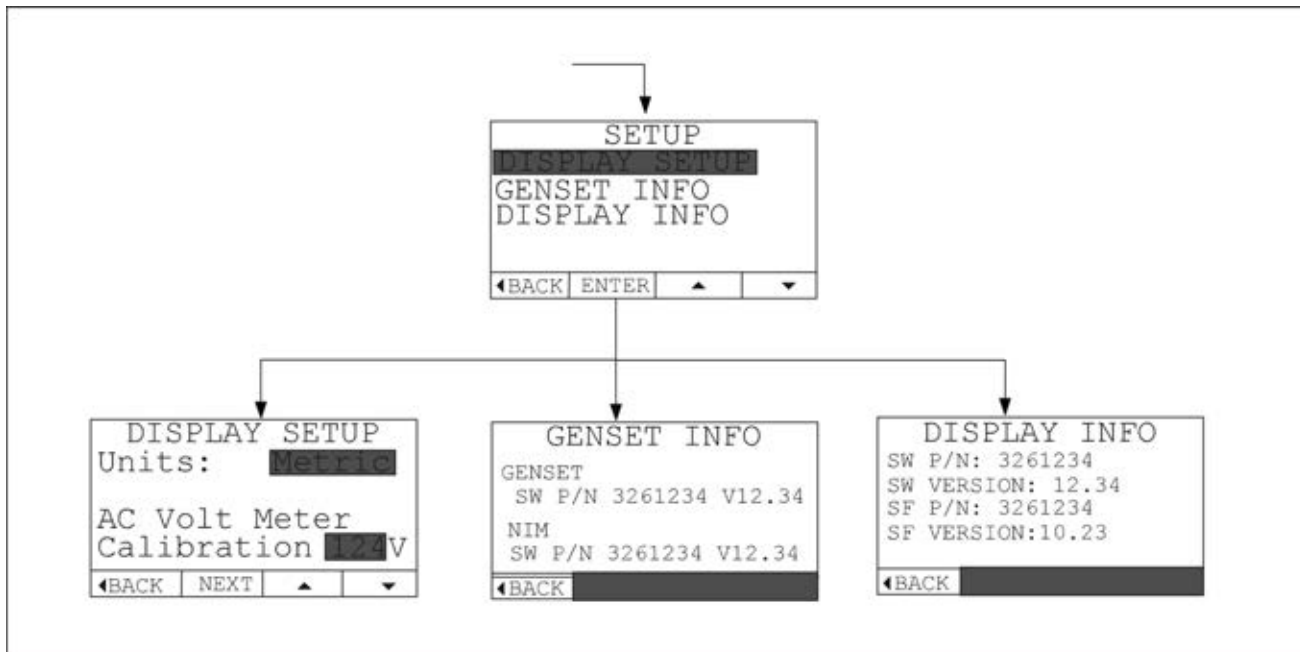 SETUP
DISPLAY SETUP
GENSET INFO
DISPLAY INFO
◀BACK ENTER ▲ ▼
DISPLAY SETUP
Units: Metric
AC Volt Meter
Calibration 124V
◀BACK NEXT ▲ ▼
GENSET INFO
GENSET
SW P/N 3261234 V12.34
NIM
SW P/N 3261234 V12.34
◀BACK
DISPLAY INFO
SW P/N: 3261234
SW VERSION: 12.34
SF P/N: 3261234
SF VERSION:10.23
◀BACK